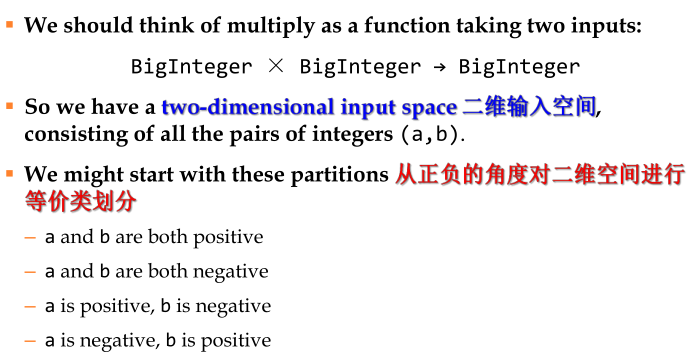 ▪ We should think of multiply as a function taking two inputs:
BigInteger × BigInteger → BigInteger
▪ So we have a two-dimensional input space 二维输入空间,
consisting of all the pairs of integers (a,b).
▪ We might start with these partitions 从正负的角度对二维空间进行
等价类划分
– a and b are both positive
– a and b are both negative
– a is positive, b is negative
– a is negative, b is positive